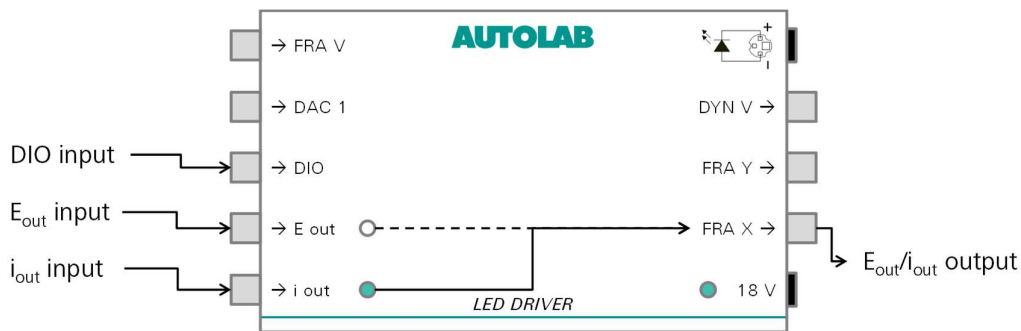 AUTOLAB
→ FRA V
+
−
→ DAC 1
DYN V →
DIO input
→ DIO
FRA Y →
Eout input
→ E out
FRA X →
iout input
→ i out
Eout/iout output
LED DRIVER
18 V